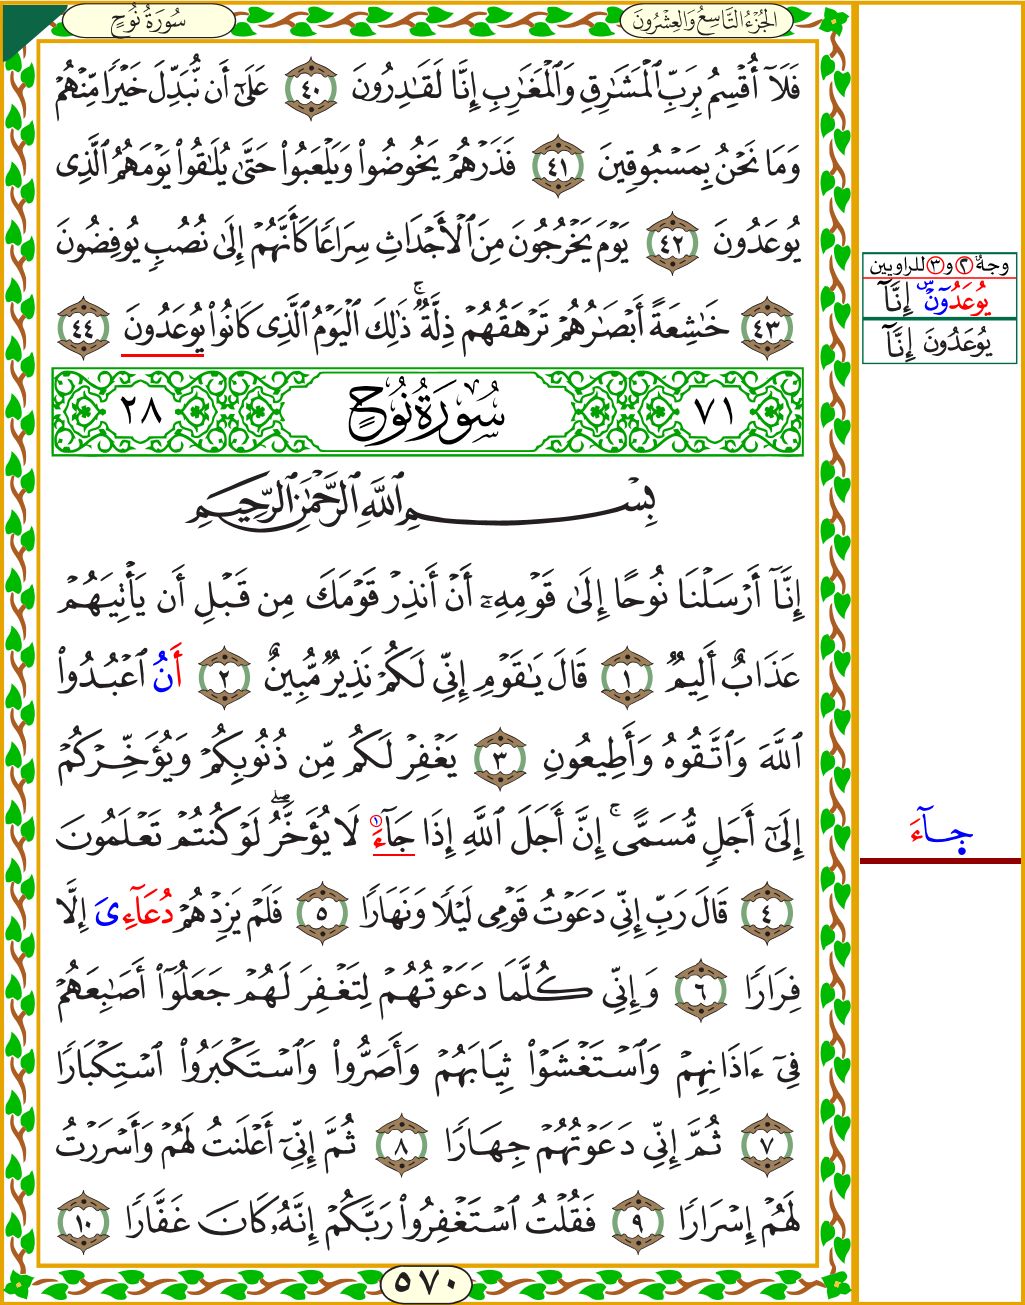 سُورَةُ نُوحٍ
الجُزْءُ التَّاسِعُ وَالعِشْرُونَ
فَلَآ أُقْسِمُ بِرَبِّ ٱلْمَشَٰرِقِ وَٱلْمَغَٰرِبِ إِنَّا لَقَٰدِرُونَ ٤٠ عَلَىٰٓ أَن نُّبَدِّلَ خَيْرًا مِّنْهُمْ
وَمَا نَحْنُ بِمَسْبُوقِينَ ٤١ فَذَرْهُمْ يَخُوضُوا۟ وَيَلْعَبُوا۟ حَتَّىٰ يُلَٰقُوا۟ يَوْمَهُمُ ٱلَّذِى
يُوعَدُونَ ٤٢ يَوْمَ يَخْرُجُونَ مِنَ ٱلْأَجْدَاثِ سِرَاعًا كَأَنَّهُمْ إِلَىٰ نُصُبٍ يُوفِضُونَ
٤٣ خَٰشِعَةً أَبْصَٰرُهُمْ تَرْهَقُهُمْ ذِلَّةٌ ۚ ذَٰلِكَ ٱلْيَوْمُ ٱلَّذِى كَانُوا۟ يُوعَدُونَ ٤٤
٧١ سُورَةُ نُوحٍ ٢٨
بِسْمِ ٱللَّهِ ٱلرَّحْمَٰنِ ٱلرَّحِيمِ
إِنَّآ أَرْسَلْنَا نُوحًا إِلَىٰ قَوْمِهِۦٓ أَنْ أَنذِرْ قَوْمَكَ مِن قَبْلِ أَن يَأْتِيَهُمْ
عَذَابٌ أَلِيمٌ ١ قَالَ يَٰقَوْمِ إِنِّى لَكُمْ نَذِيرٌ مُّبِينٌ ٢ أَنُ ٱعْبُدُوا۟
ٱللَّهَ وَٱتَّقُوهُ وَأَطِيعُونِ ٣ يَغْفِرْ لَكُم مِّن ذُنُوبِكُمْ وَيُؤَخِّرْكُمْ
إِلَىٰٓ أَجَلٍ مُّسَمًّى ۚ إِنَّ أَجَلَ ٱللَّهِ إِذَا جَآءَ ١ لَا يُؤَخَّرُ ۖ لَوْ كُنتُمْ تَعْلَمُونَ
٤ قَالَ رَبِّ إِنِّى دَعَوْتُ قَوْمِى لَيْلًا وَنَهَارًا ٥ فَلَمْ يَزِدْهُمْ دُعَآءِىَ إِلَّا
فِرَارًا ٦ وَإِنِّى كُلَّمَا دَعَوْتُهُمْ لِتَغْفِرَ لَهُمْ جَعَلُوٓا۟ أَصَٰبِعَهُمْ
فِىٓ ءَاذَانِهِمْ وَٱسْتَغْشَوْا۟ ثِيَابَهُمْ وَأَصَرُّوا۟ وَٱسْتَكْبَرُوا۟ ٱسْتِكْبَارًا
٧ ثُمَّ إِنِّى دَعَوْتُهُمْ جِهَارًا ٨ ثُمَّ إِنِّىٓ أَعْلَنتُ لَهُمْ وَأَسْرَرْتُ
لَهُمْ إِسْرَارًا ٩ فَقُلْتُ ٱسْتَغْفِرُوا۟ رَبَّكُمْ إِنَّهُۥ كَانَ غَفَّارًا ١٠
٥٧٠
وجهُ ٢ و ٣ للراويين
يُوعَدُوٓنَ ۜ إِنَّآ
يُوعَدُونَ إِنَّآ
جآءَ